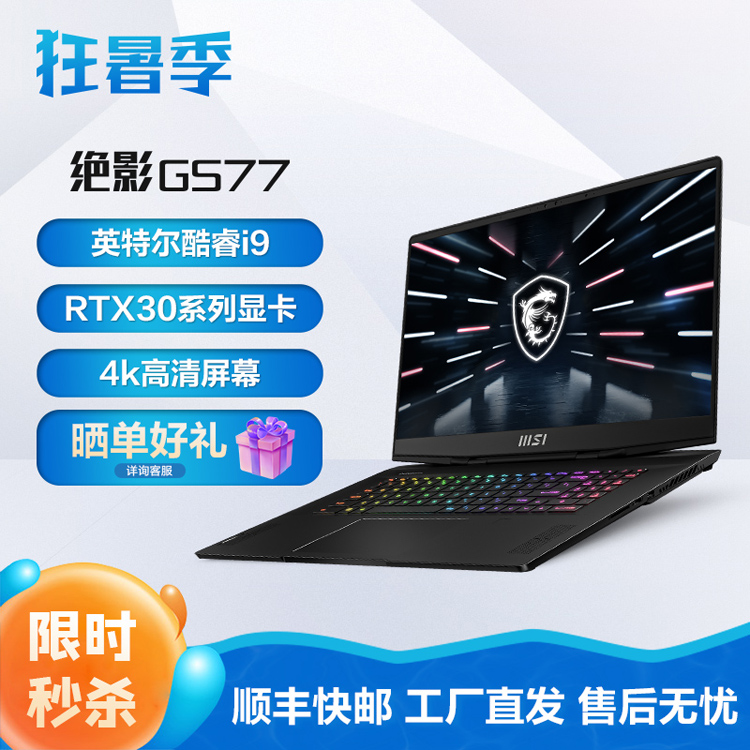 狂暑季
绝影GS77
英特尔酷睿i9
RTX30系列显卡
4k高清屏幕
晒单好礼
详询客服
msi
限时
秒杀
顺丰快邮 工厂直发 售后无忧